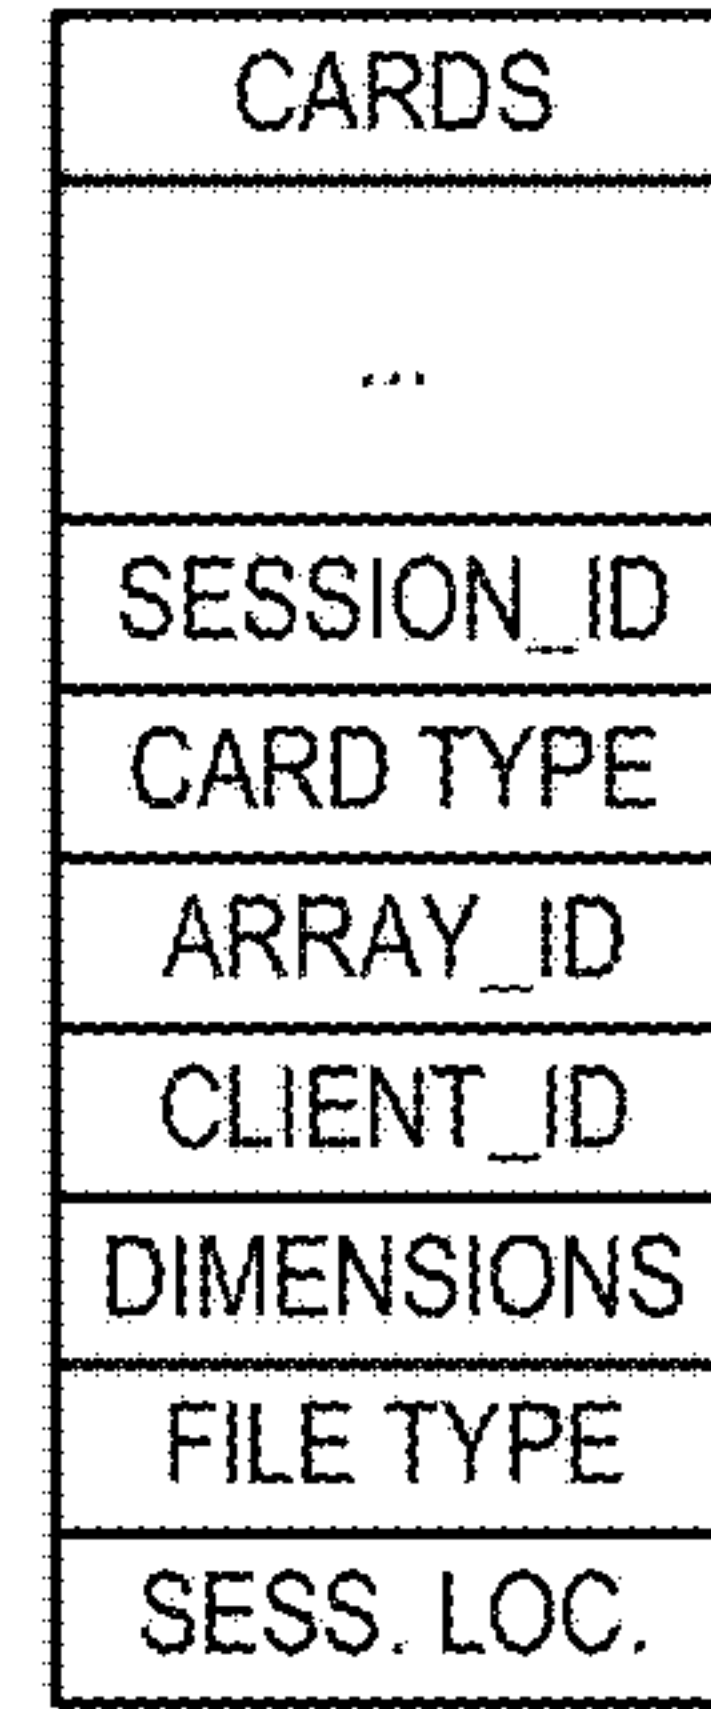 CARDS
...
SESSION_ID
CARD TYPE
ARRAY_ID
CLIENT_ID
DIMENSIONS
FILE TYPE
SESS. LOC.